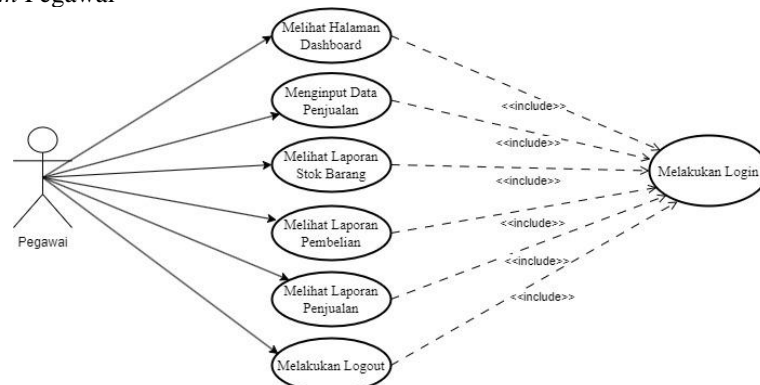 Pegawai
Melihat Halaman
Dashboard
<<include>>
Menginput Data
Penjualan
<<include>>
Melihat Laporan
Stok Barang
<<include>>
Melakukan Login
Pegawai
Melihat Laporan
Pembelian
<<include>>
<<include>>
Melihat Laporan
Penjualan
<<include>>
Melakukan Logout